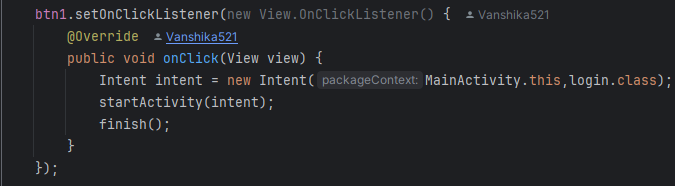 btn1.setOnClickListener(new View.OnClickListener() { Vanshika521
@Override Vanshika521
public void onClick(View view) {
Intent intent = new Intent( packageContext: MainActivity.this,login.class);
startActivity(intent);
finish();
}
});